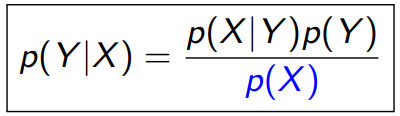 p(Y|X) = p(X|Y)p(Y) / p(X)